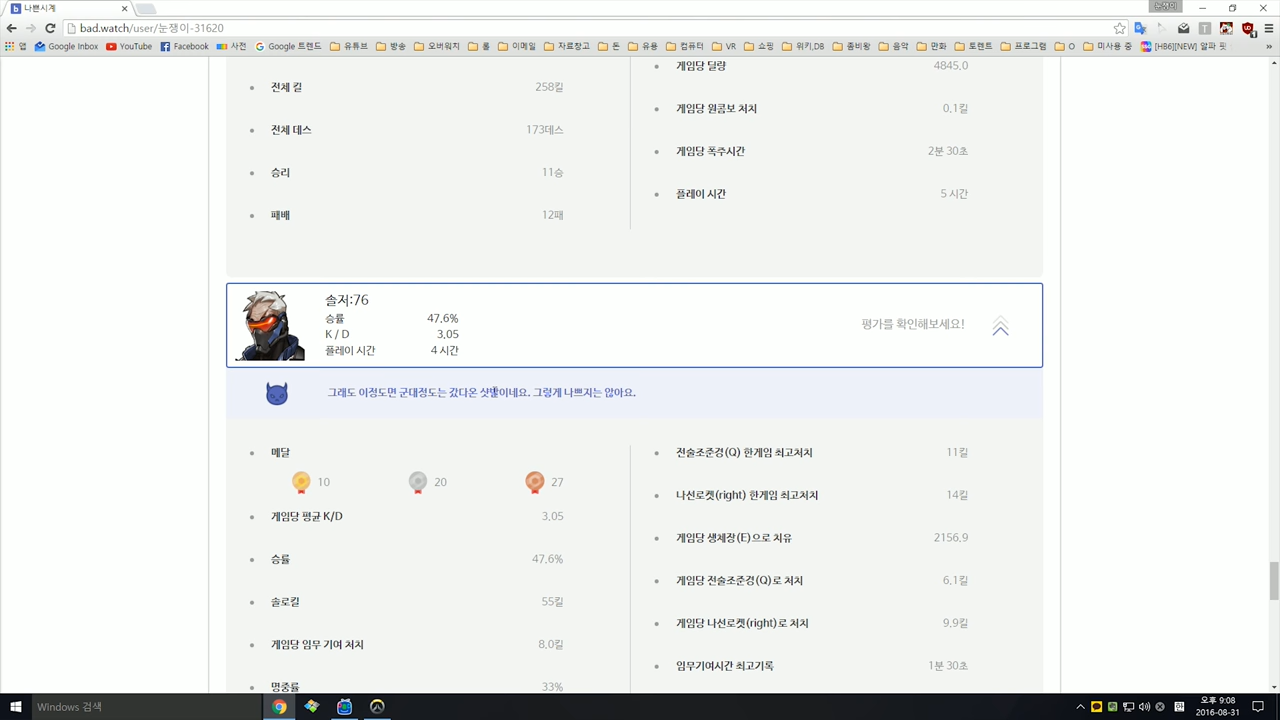 나쁜시계
눈쟁이
bad.watch/user/눈쟁이-31620
앱 Google Inbox YouTube Facebook 사전 Google 트렌드 유튜브 방송 오버워치 롤 이메일 자료창고 돈 유용 컴퓨터 VR 쇼핑 위키,DB 좀비왕 음악 만화 토렌트 프로그램 O 미사용 중 [HB6][NEW] 알파 핏 »
게임당 딜량 4845.0
전체 킬 258킬
게임당 원콤보 처치 0.1킬
전체 데스 173데스
게임당 폭주시간 2분 30초
승리 11승
플레이 시간 5 시간
패배 12패
솔저:76
승률 47.6%
K / D 3.05
플레이 시간 4 시간
평가를 확인해보세요!
그래도 이정도면 군대정도는 갔다온 샷빨이네요. 그렇게 나쁘지는 않아요.
메달
10 20 27
게임당 평균 K/D 3.05
승률 47.6%
솔로킬 55킬
게임당 임무 기여 처치 8.0킬
명중률 33%
전술조준경(Q) 한게임 최고처치 11킬
나선로켓(right) 한게임 최고처치 14킬
게임당 생체장(E)으로 치유 2156.9
게임당 전술조준경(Q)로 처치 6.1킬
게임당 나선로켓(right)로 처치 9.9킬
임무기여시간 최고기록 1분 30초
Windows 검색
오후 9:08
2016-08-31